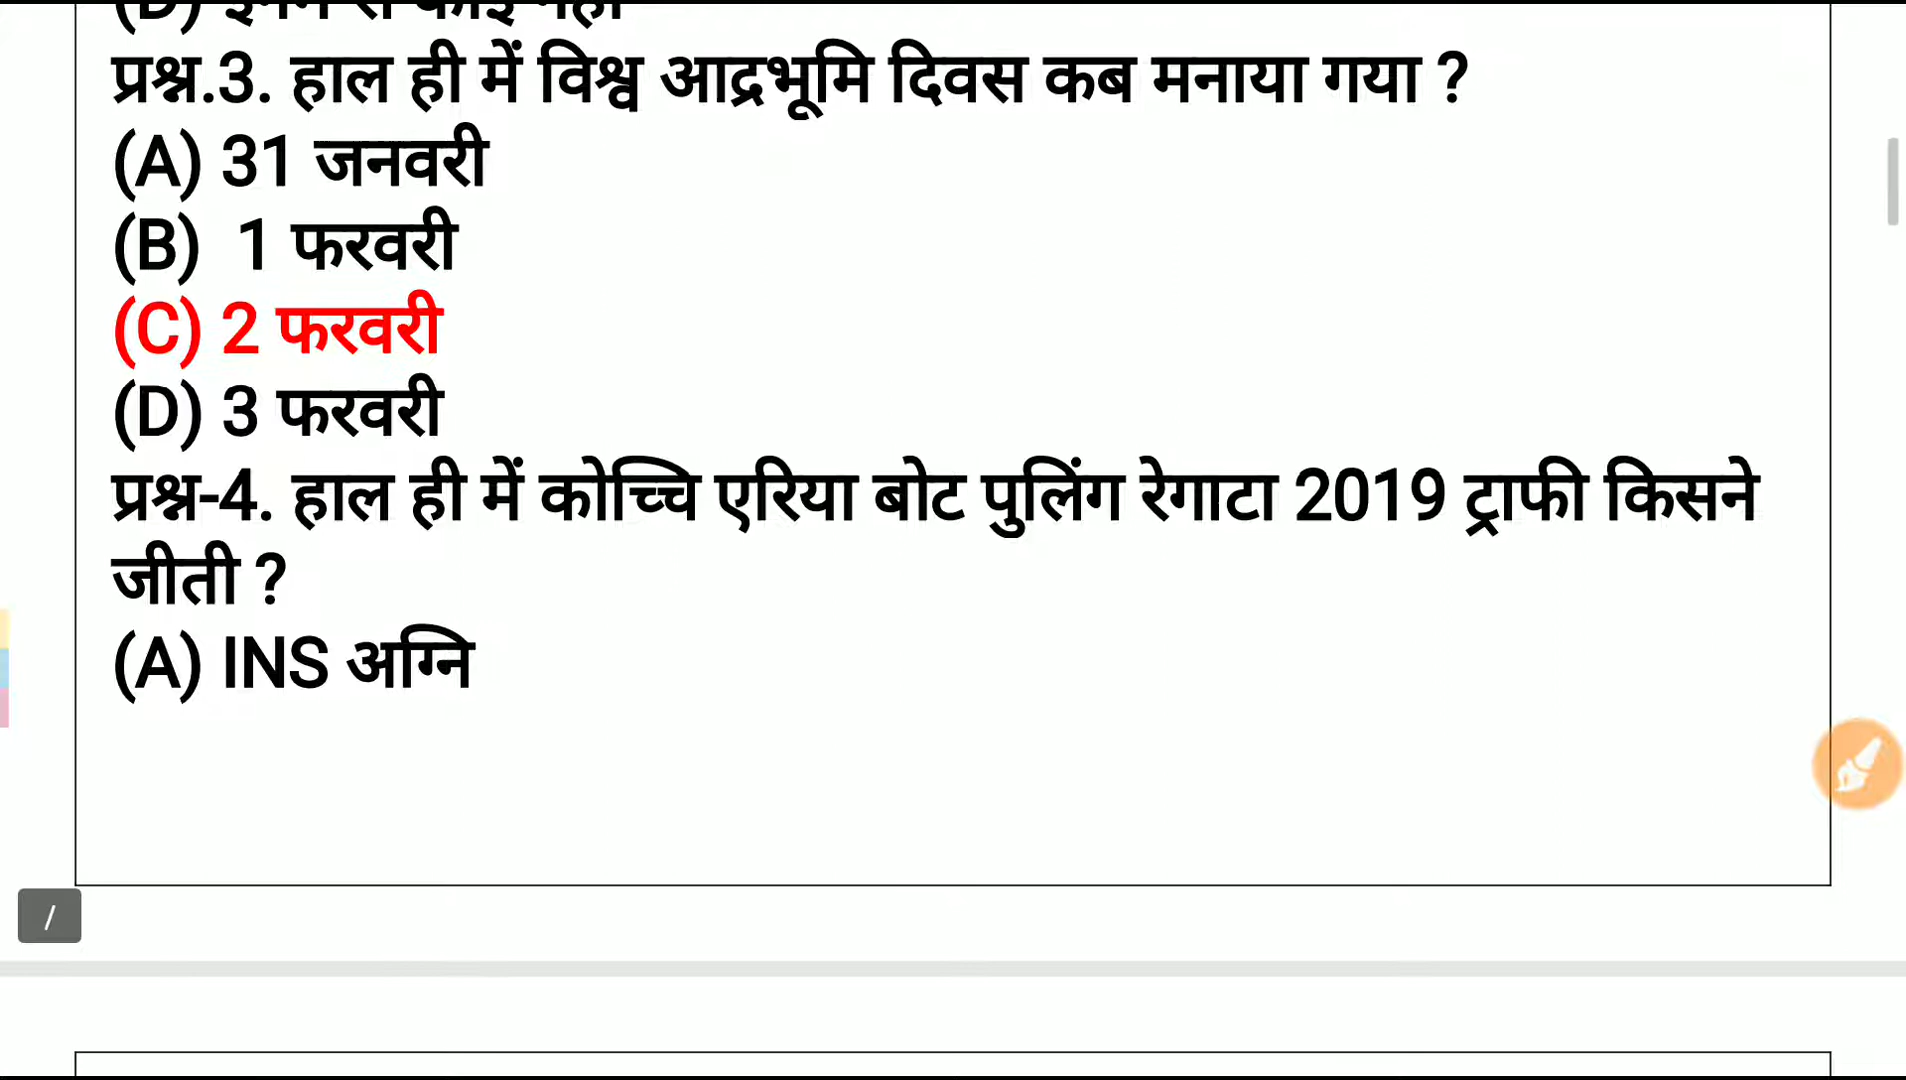 प्रश्न.3. हाल ही में विश्व आद्रभूमि दिवस कब मनाया गया ?
(A) 31 जनवरी
(B) 1 फरवरी
(C) 2 फरवरी
(D) 3 फरवरी
प्रश्न-4. हाल ही में कोच्चि एरिया बोट पुलिंग रेगाटा 2019 ट्राफी किसने
जीती ?
(A) INS अग्नि
/